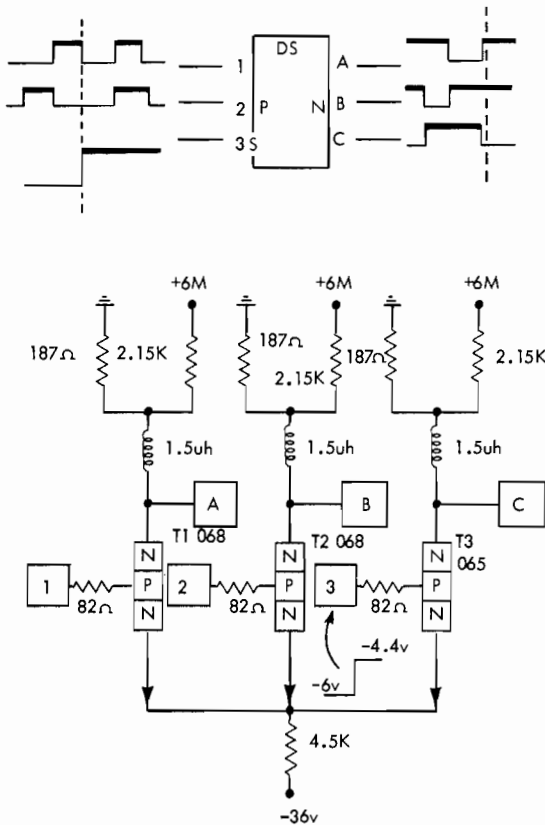 DS
1 A
2 P N B
3 S C
+6M +6M +6M
187Ω 2.15K 187Ω 2.15K 187Ω 2.15K
1.5uh 1.5uh 1.5uh
A B C
T1 068 T2 068 T3
065
N N N
1 P 2 P 3 P
82Ω 82Ω 82Ω
N N N
-4.4v
-6v
4.5K
-36v